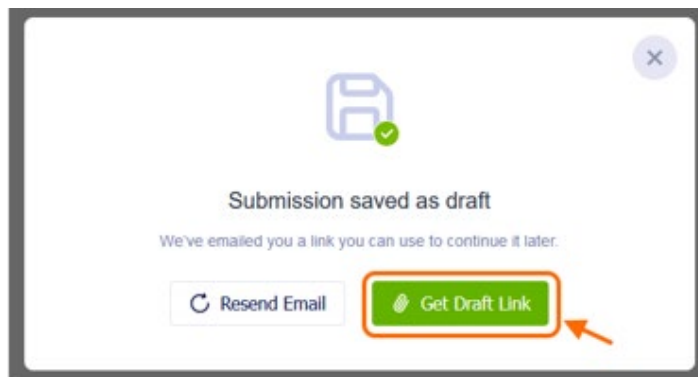 Submission saved as draft
We've emailed you a link you can use to continue it later.
Resend Email
Get Draft Link